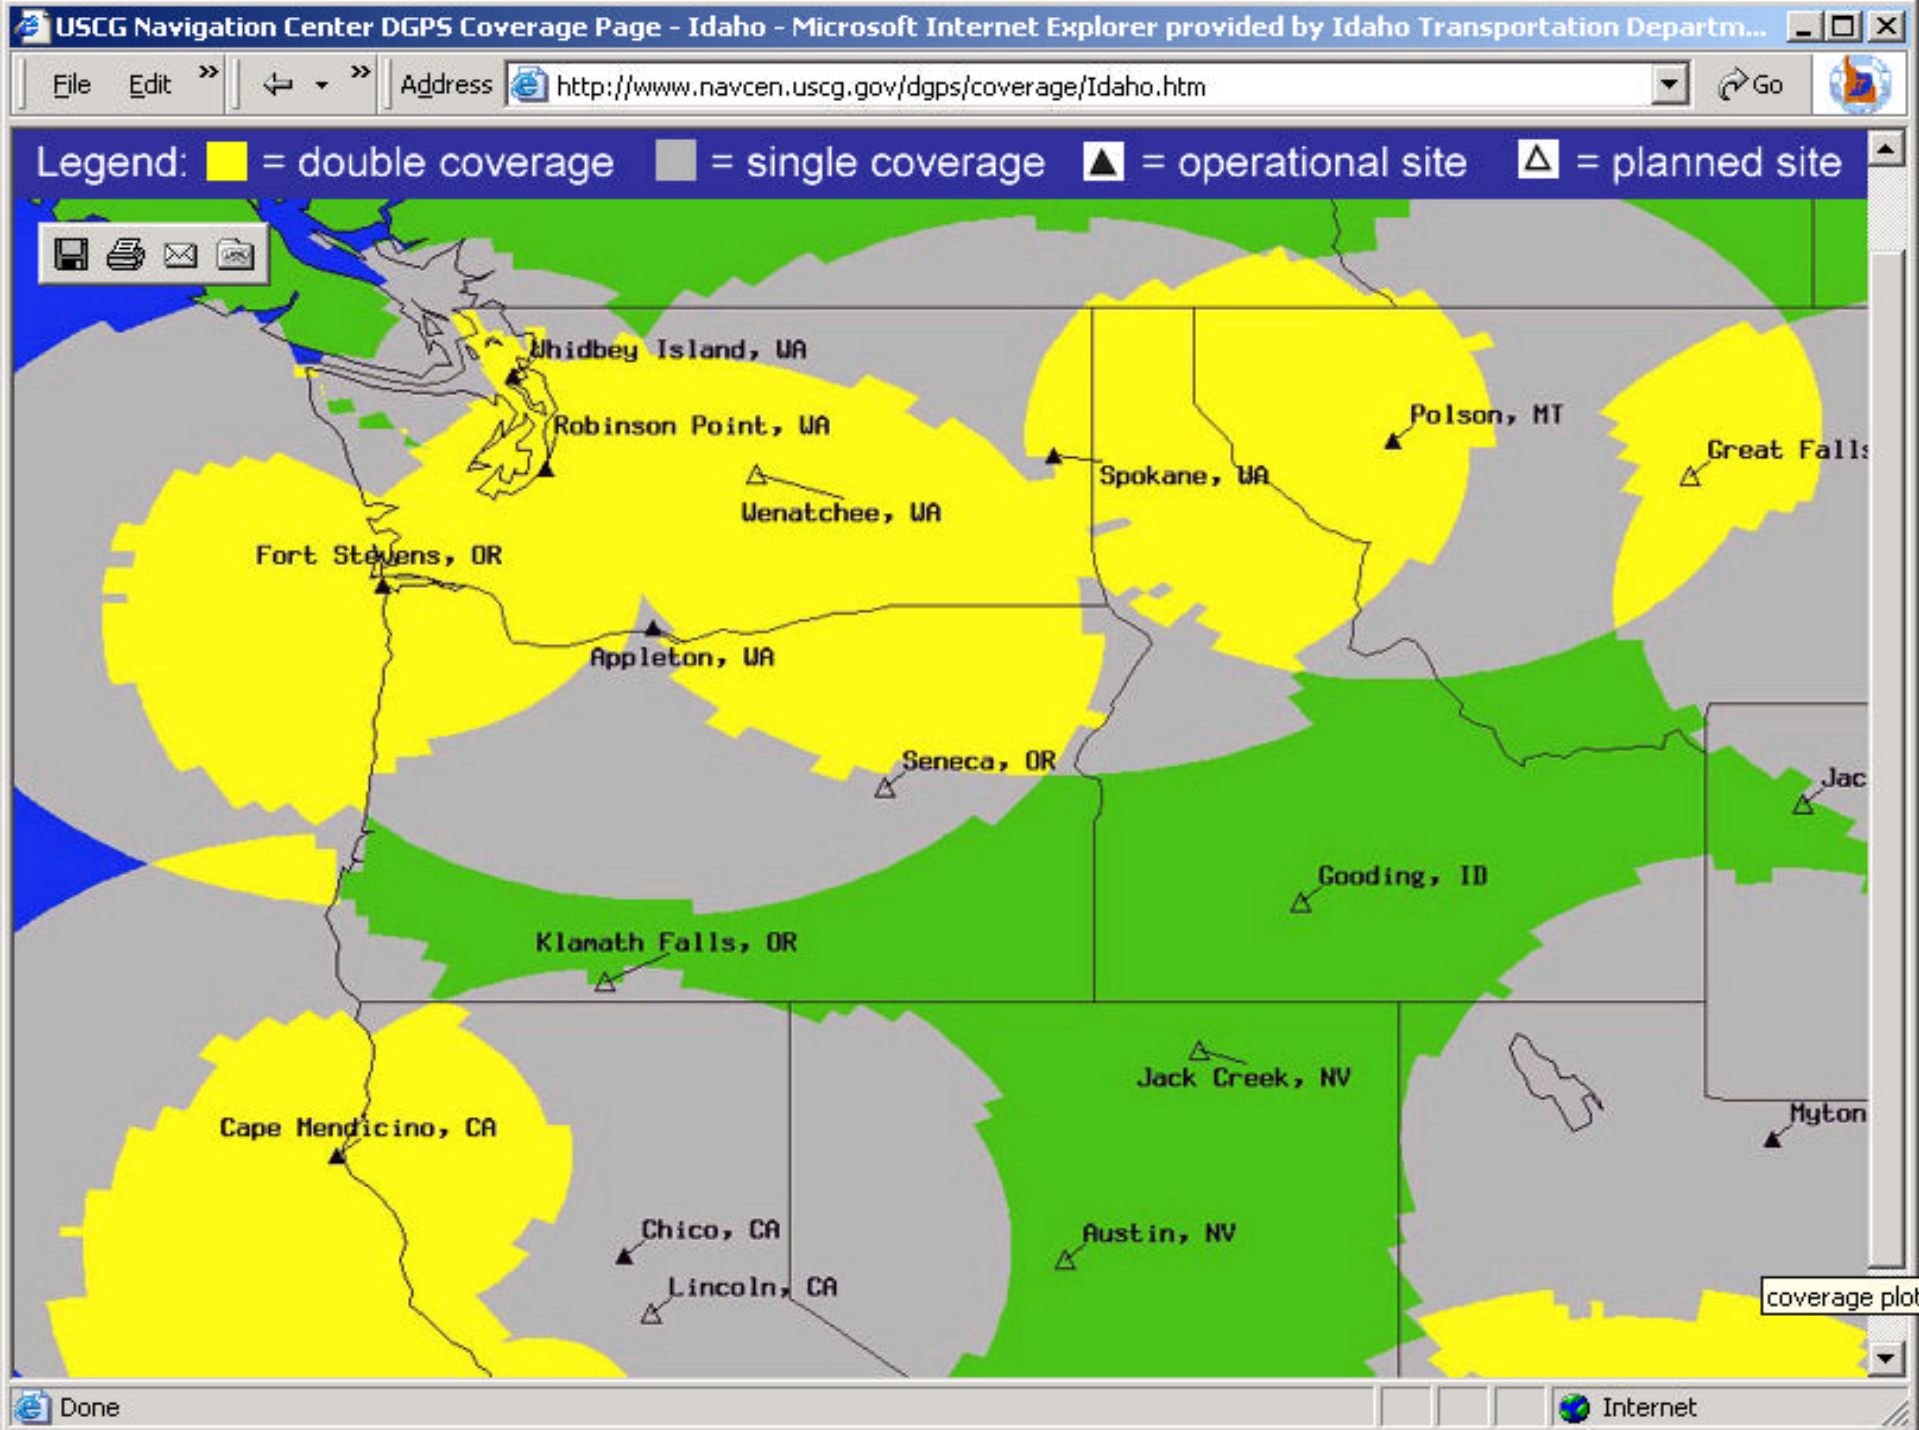 USCG Navigation Center DGPS Coverage Page - Idaho - Microsoft Internet Explorer provided by Idaho Transportation Departm...
File Edit » » Address http://www.navcen.uscg.gov/dgps/coverage/Idaho.htm Go
Legend: = double coverage = single coverage = operational site = planned site
Whidbey Island, WA
Polson, MT
Robinson Point, WA
Great Falls
Spokane, WA
Wenatchee, WA
Fort Stevens, OR
Appleton, WA
Seneca, OR
Jac
Gooding, ID
Klamath Falls, OR
Jack Creek, NV
Myton
Cape Mendicino, CA
Chico, CA
Austin, NV
Lincoln, CA
coverage plot
Done Internet